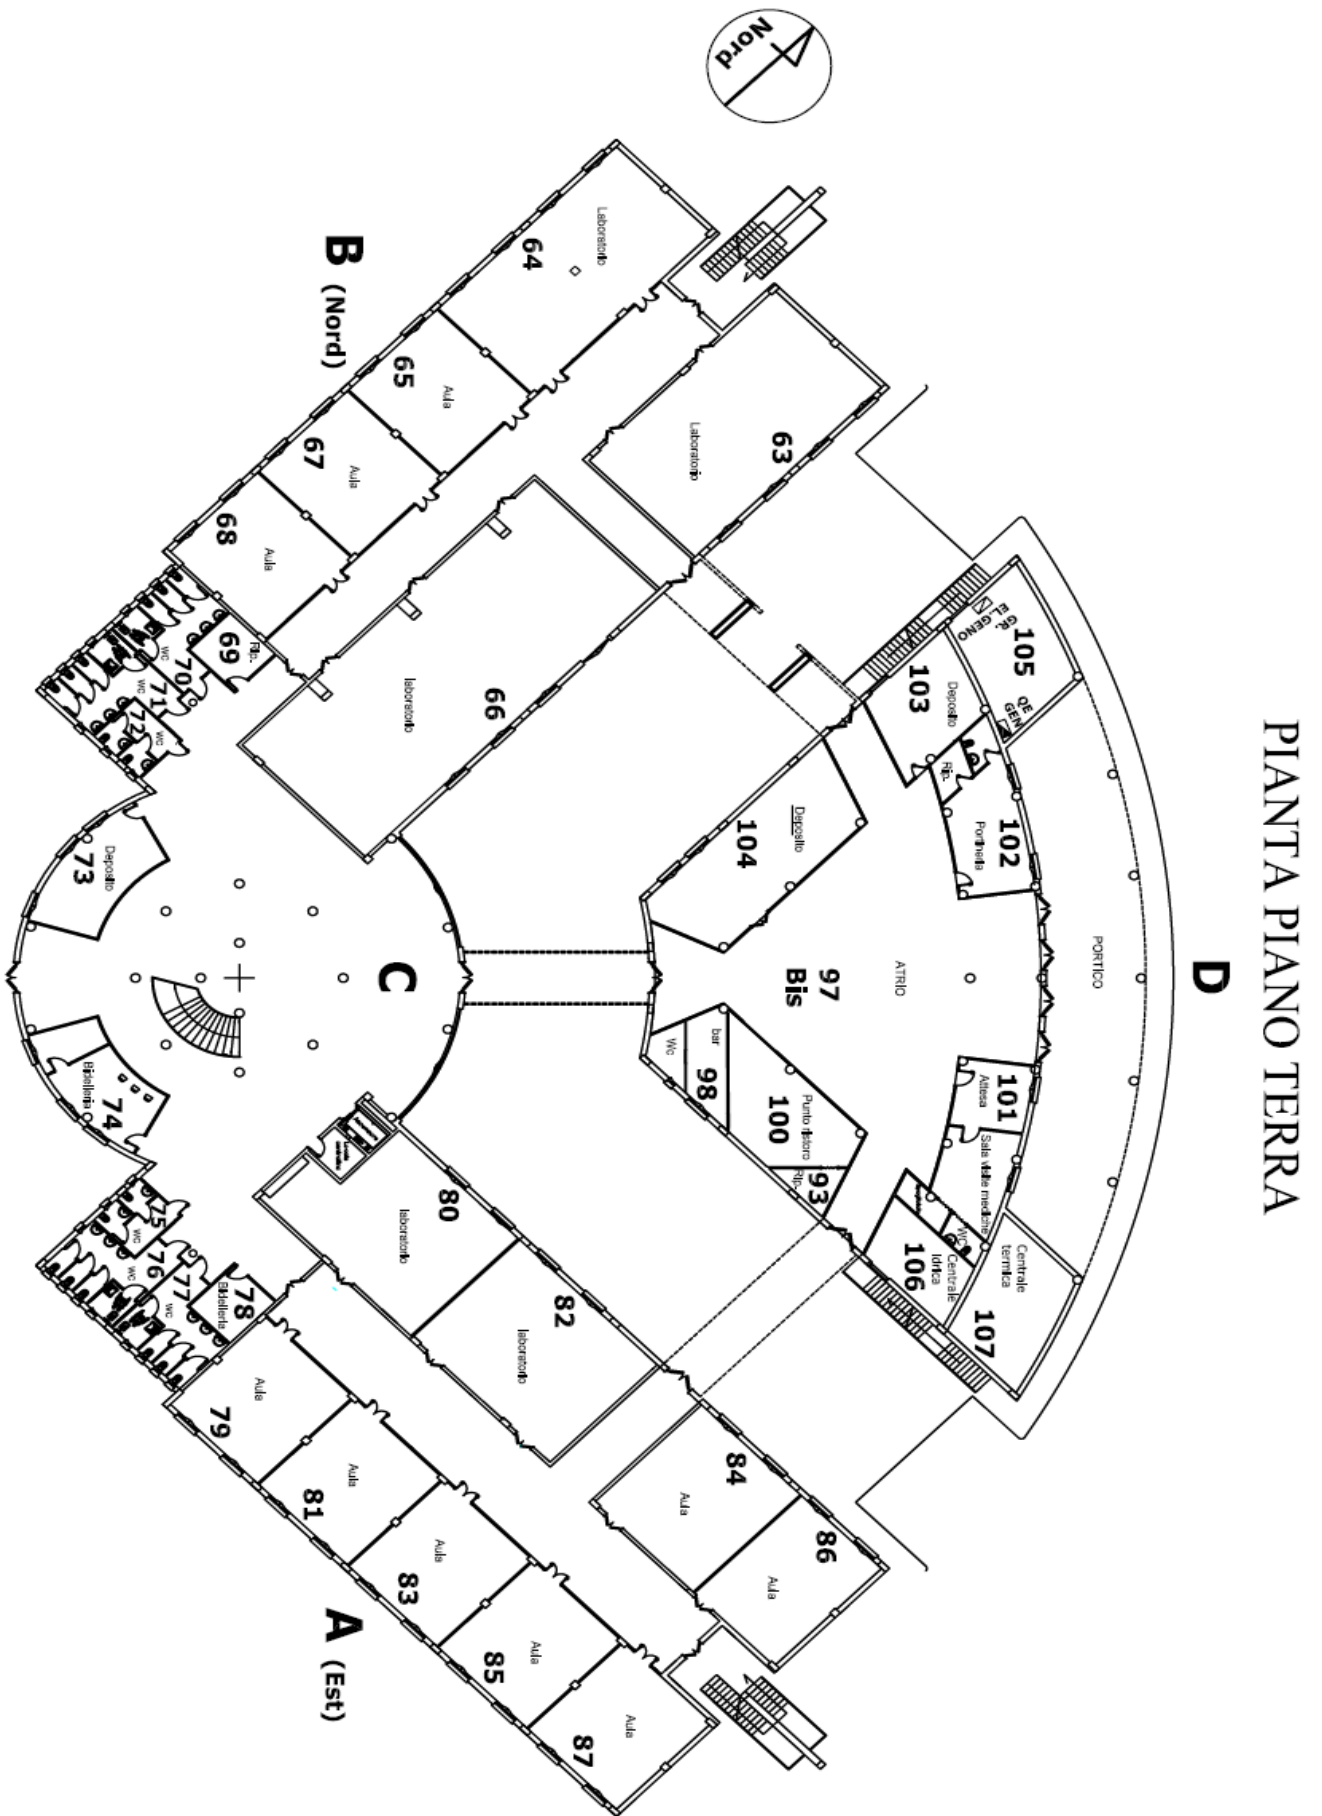 PIANTA PIANO TERRA
Nord
D
PORTICO
105
GR.
EL.GENO
QE
GEN
103
Deposito
Rip.
102
Portineria
ATRIO
97
Bis
101
Attesa
Sala visite mediche
WC
106
Centrale
Idrica
107
Centrale
termica
104
Deposito
98
bar
Wc
100
Punto ristoro
93
Rip.
B (Nord)
64
Laboratorio
63
Laboratorio
65
Aula
67
Aula
68
Aula
66
laboratorio
69
Rip.
70
WC
71
WC
72
WC
C
73
Deposito
74
Bidelleria
75
WC
76
WC
77
WC
78
Bidelleria
80
laboratorio
82
laboratorio
79
Aula
81
Aula
83
Aula
85
Aula
87
Aula
84
Aula
86
Aula
A (Est)